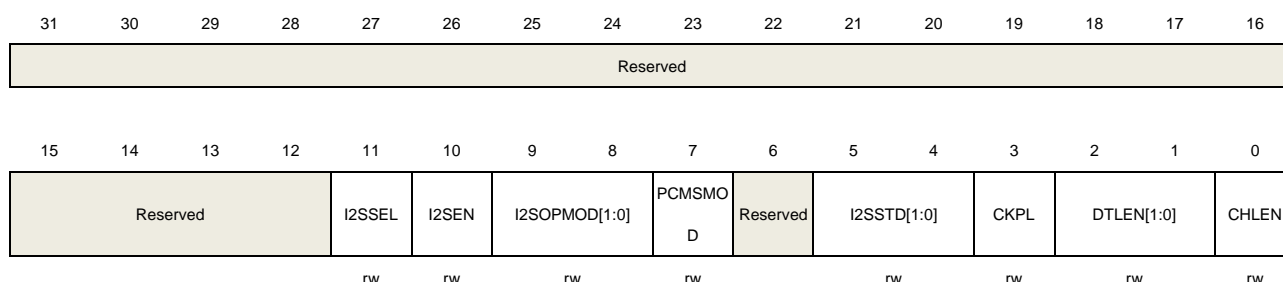 31 30 29 28 27 26 25 24 23 22 21 20 19 18 17 16
Reserved
15 14 13 12 11 10 9 8 7 6 5 4 3 2 1 0
Reserved I2SSEL I2SEN I2SOPMOD[1:0] PCMSMO
D Reserved I2SSTD[1:0] CKPL DTLEN[1:0] CHLEN
rw rw rw rw rw rw rw rw